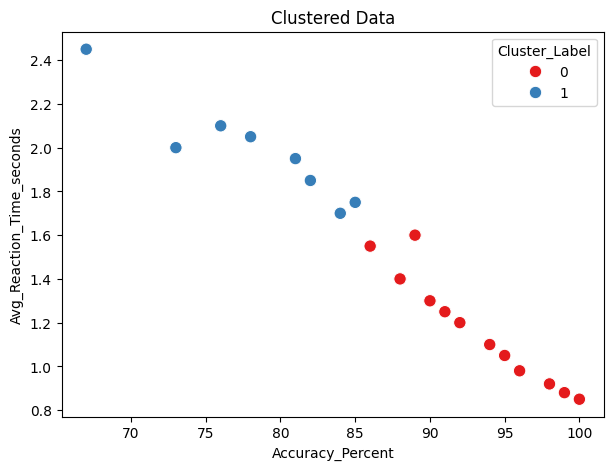 Clustered Data
Cluster_Label
0
1
Avg_Reaction_Time_seconds
2.4
2.2
2.0
1.8
1.6
1.4
1.2
1.0
0.8
70 75 80 85 90 95 100
Accuracy_Percent